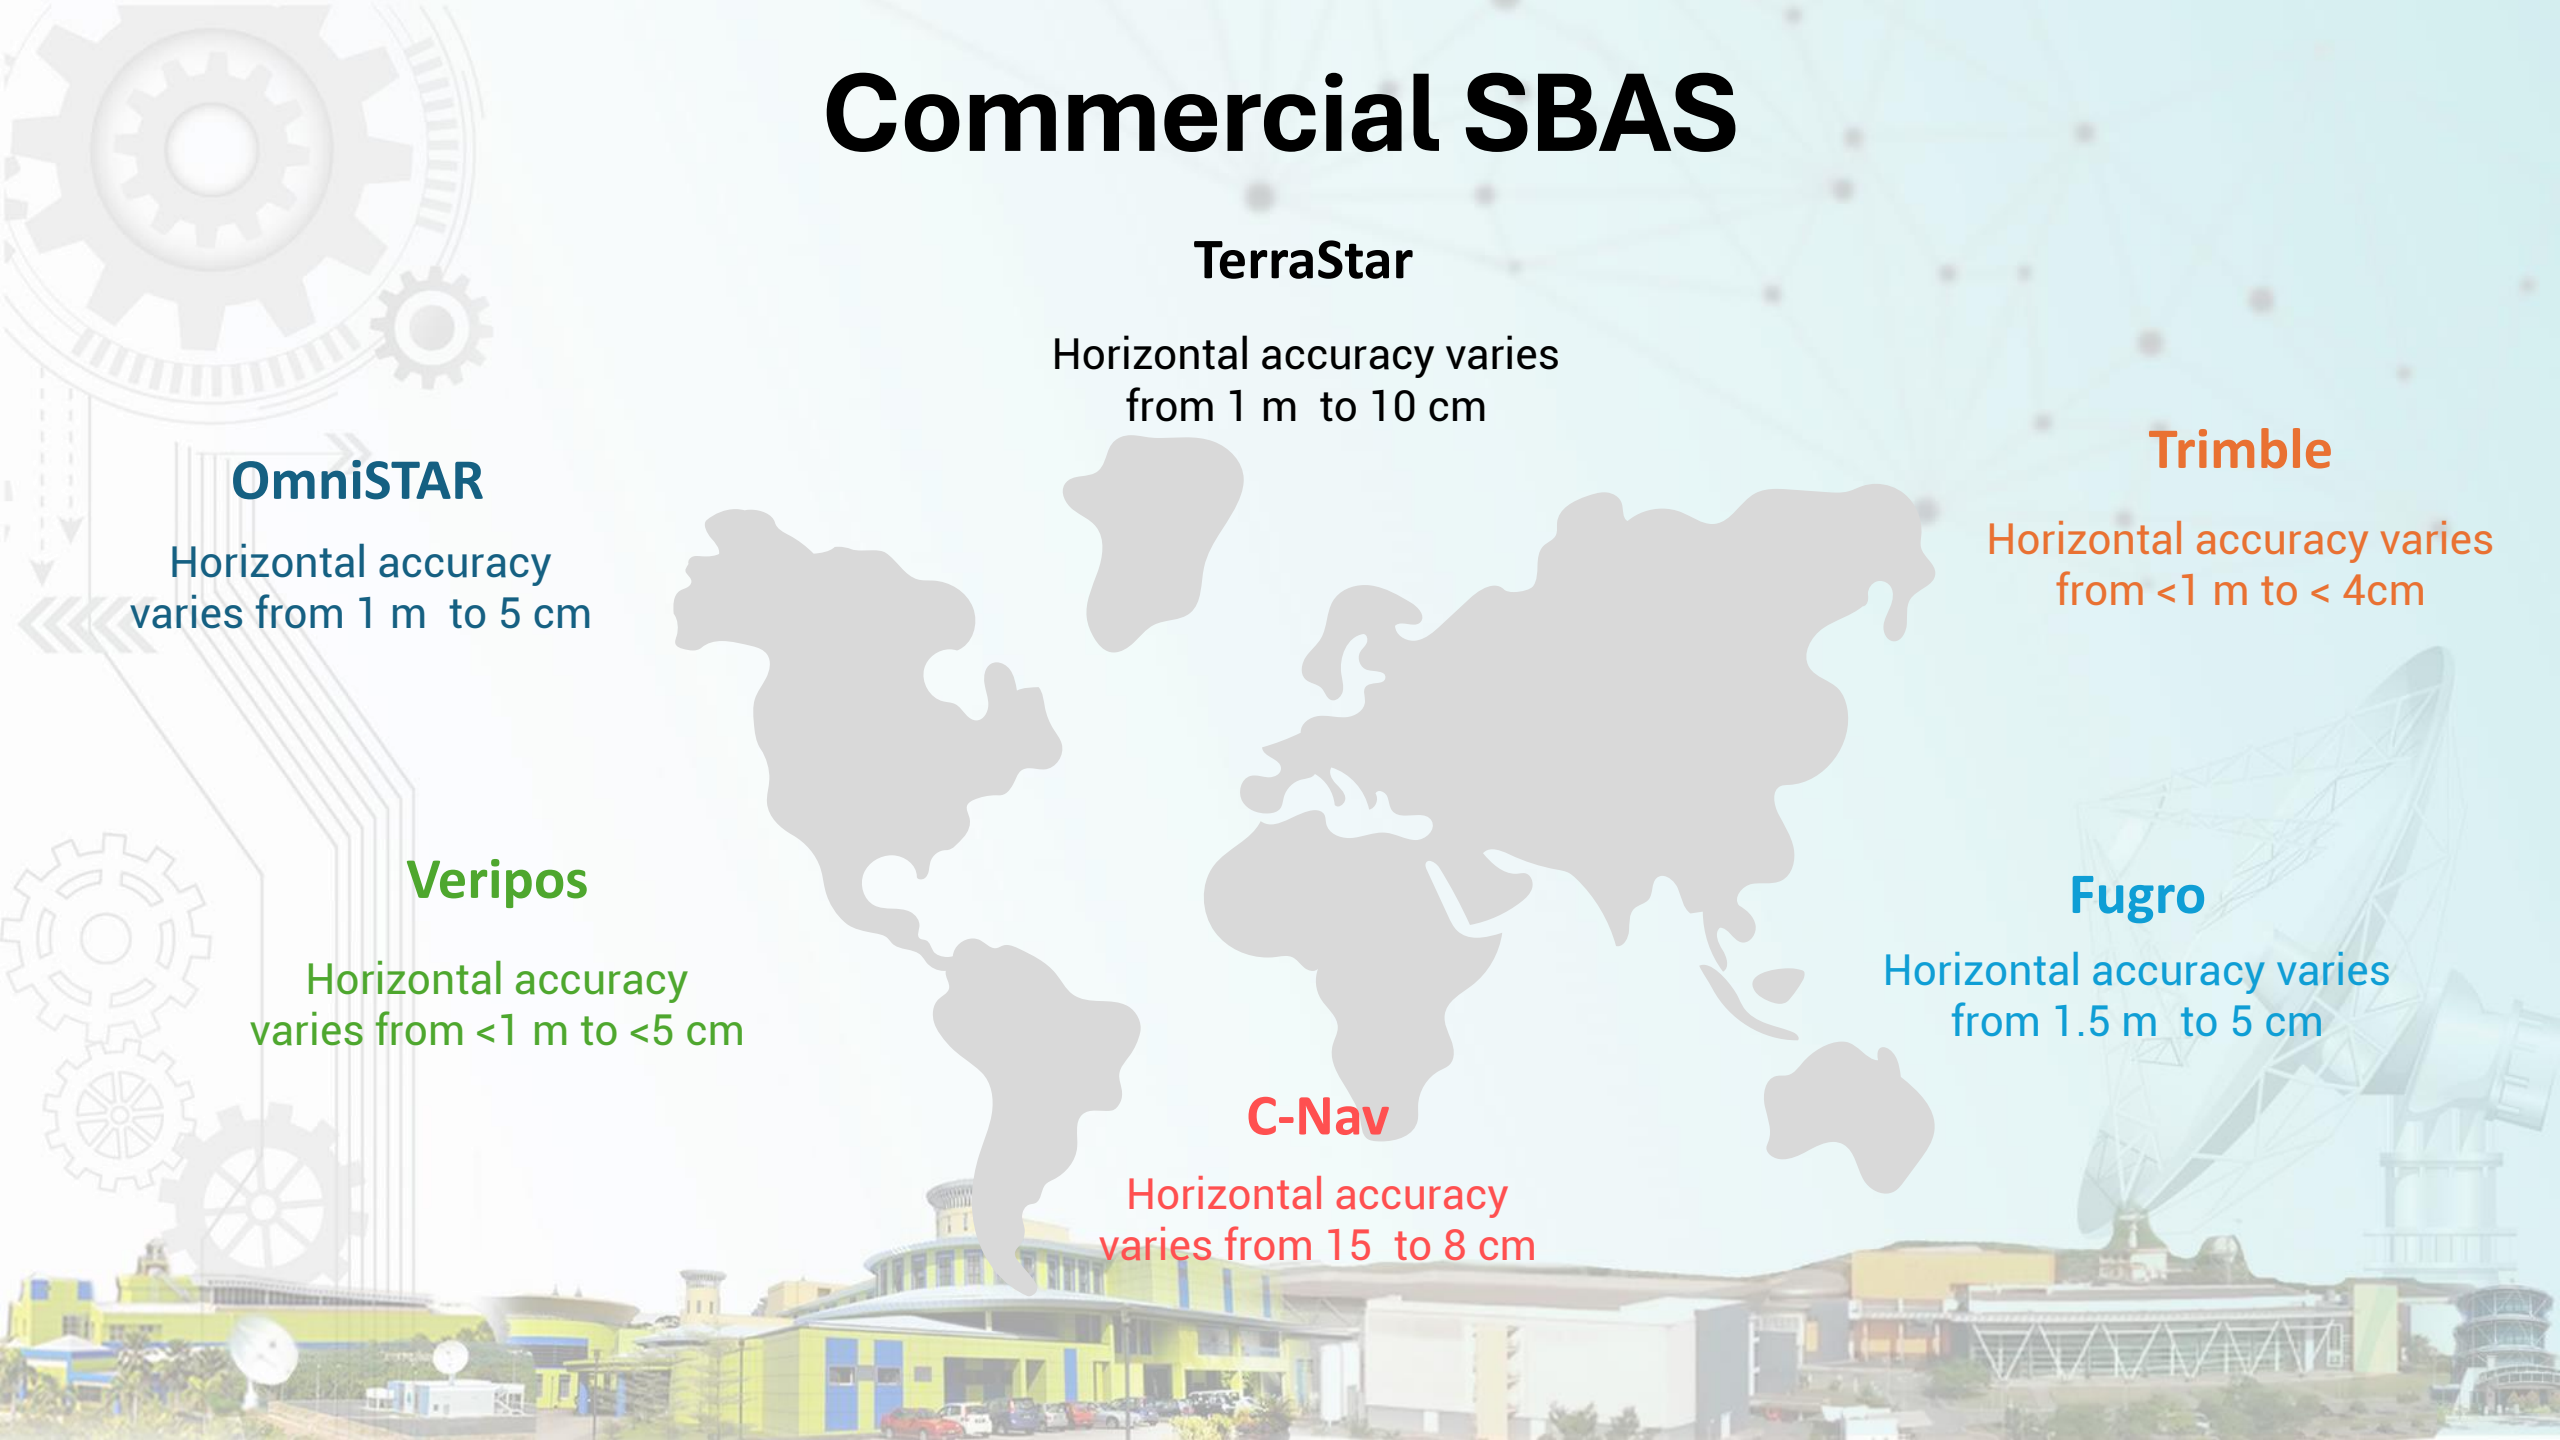 Commercial SBAS
TerraStar
Horizontal accuracy varies
from 1 m  to 10 cm
OmniSTAR
Horizontal accuracy
varies from 1 m  to 5 cm
Trimble
Horizontal accuracy varies
from <1 m to < 4cm
Veripos
Horizontal accuracy
varies from <1 m to <5 cm
Fugro
Horizontal accuracy varies
from 1.5 m  to 5 cm
C-Nav
Horizontal accuracy
varies from 15  to 8 cm